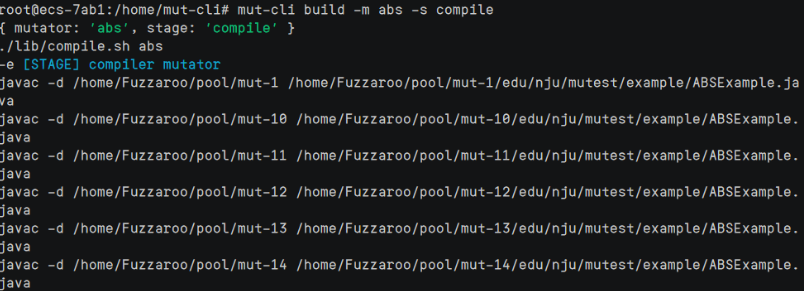 root@ecs-7ab1:/home/mut-cli# mut-cli build -m abs -s compile
{ mutator: 'abs', stage: 'compile' }
./lib/compile.sh abs
-e [STAGE] compiler mutator
javac -d /home/Fuzzaroo/pool/mut-1 /home/Fuzzaroo/pool/mut-1/edu/nju/mutest/example/ABSExample.ja
va
javac -d /home/Fuzzaroo/pool/mut-10 /home/Fuzzaroo/pool/mut-10/edu/nju/mutest/example/ABSExample.
java
javac -d /home/Fuzzaroo/pool/mut-11 /home/Fuzzaroo/pool/mut-11/edu/nju/mutest/example/ABSExample.
java
javac -d /home/Fuzzaroo/pool/mut-12 /home/Fuzzaroo/pool/mut-12/edu/nju/mutest/example/ABSExample.
java
javac -d /home/Fuzzaroo/pool/mut-13 /home/Fuzzaroo/pool/mut-13/edu/nju/mutest/example/ABSExample.
java
javac -d /home/Fuzzaroo/pool/mut-14 /home/Fuzzaroo/pool/mut-14/edu/nju/mutest/example/ABSExample.
java